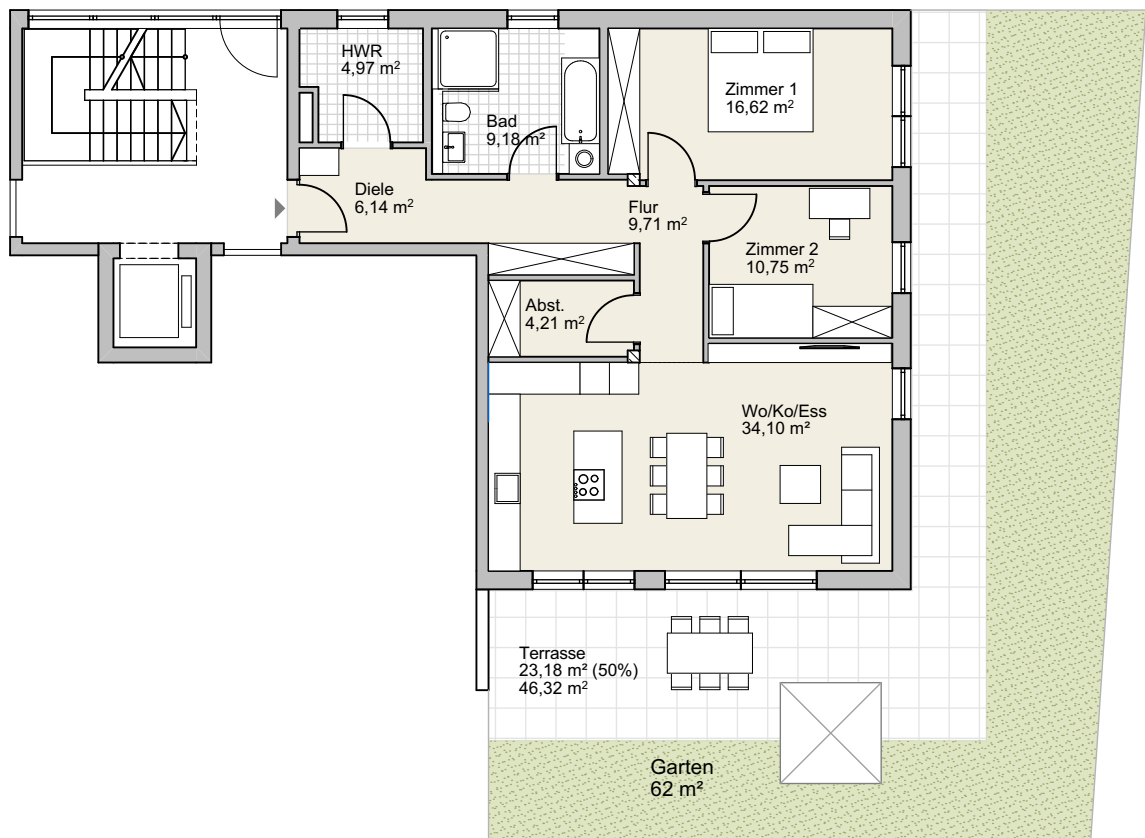 HWR
4,97 m²
Bad
9,18 m²
Zimmer 1
16,62 m²
Diele
6,14 m²
Flur
9,71 m²
Zimmer 2
10,75 m²
Abst.
4,21 m²
Wo/Ko/Ess
34,10 m²
Terrasse
23,18 m² (50%)
46,32 m²
Garten
62 m²